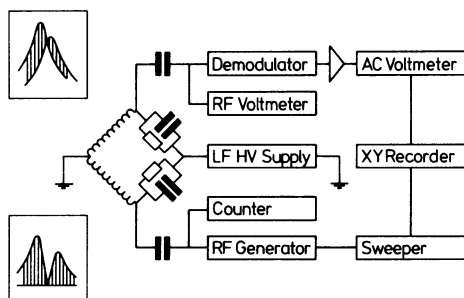 Demodulator
AC Voltmeter
RF Voltmeter
LF HV Supply
XY Recorder
Counter
RF Generator
Sweeper